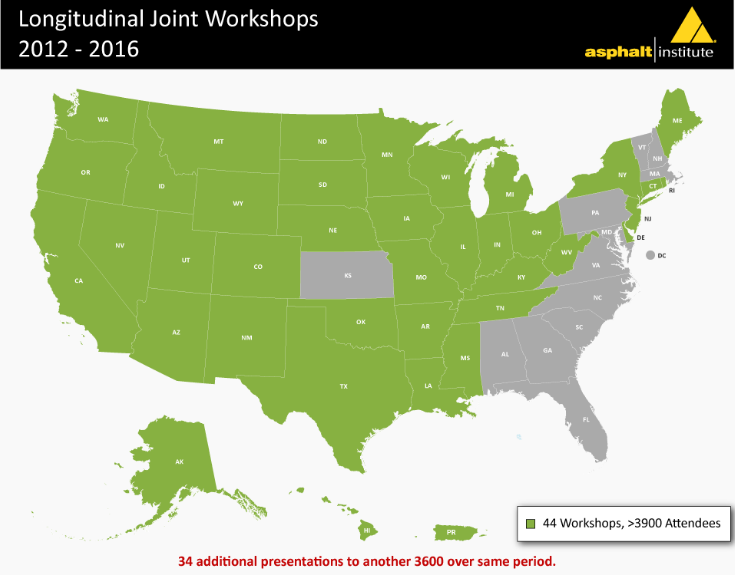 Longitudinal Joint Workshops
2012 - 2016
asphalt institute
WA
MT
ND
MN
ME
VT
NH
OR
ID
SD
WI
MI
NY
MA
CT
RI
WY
IA
NE
PA
NJ
NV
UT
CO
IL
IN
OH
MD
DE
WV
DC
CA
KS
MO
KY
VA
NC
AZ
NM
OK
AR
TN
SC
MS
AL
GA
TX
LA
FL
AK
HI
PR
44 Workshops, >3900 Attendees
34 additional presentations to another 3600 over same period.